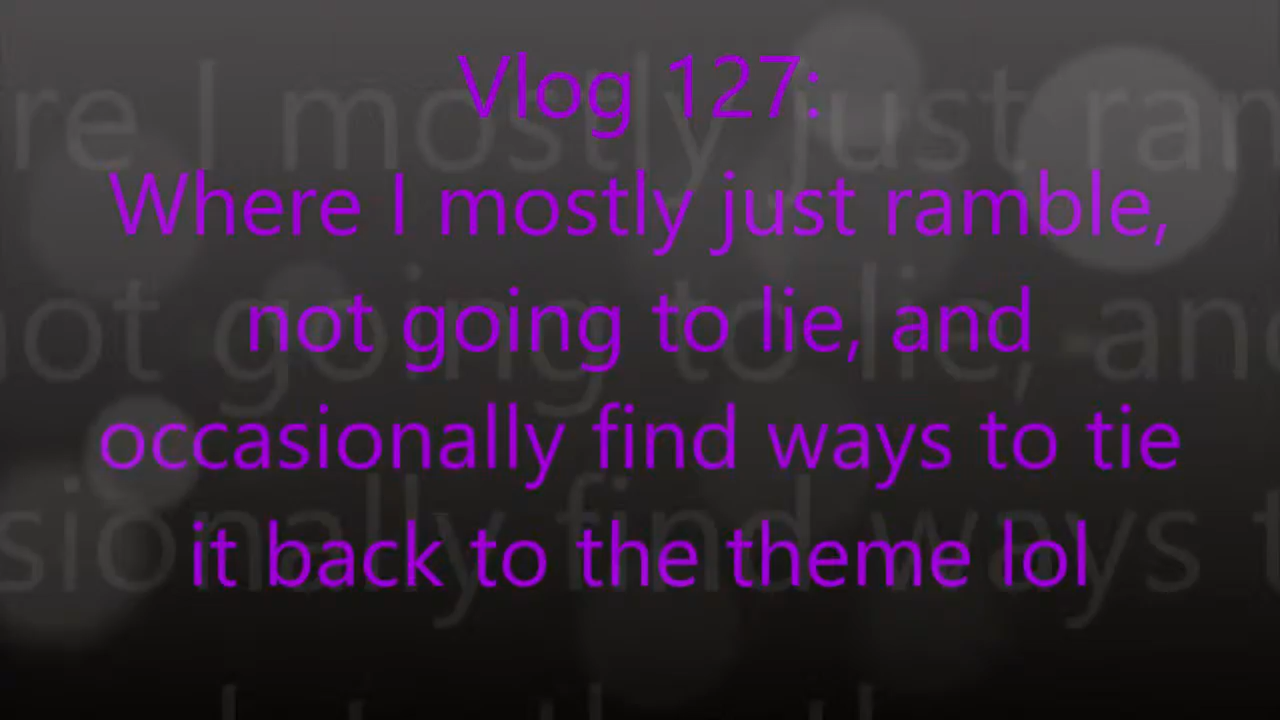 Vlog 127:
Where I mostly just ramble,
not going to lie, and
occasionally find ways to tie
it back to the theme lol